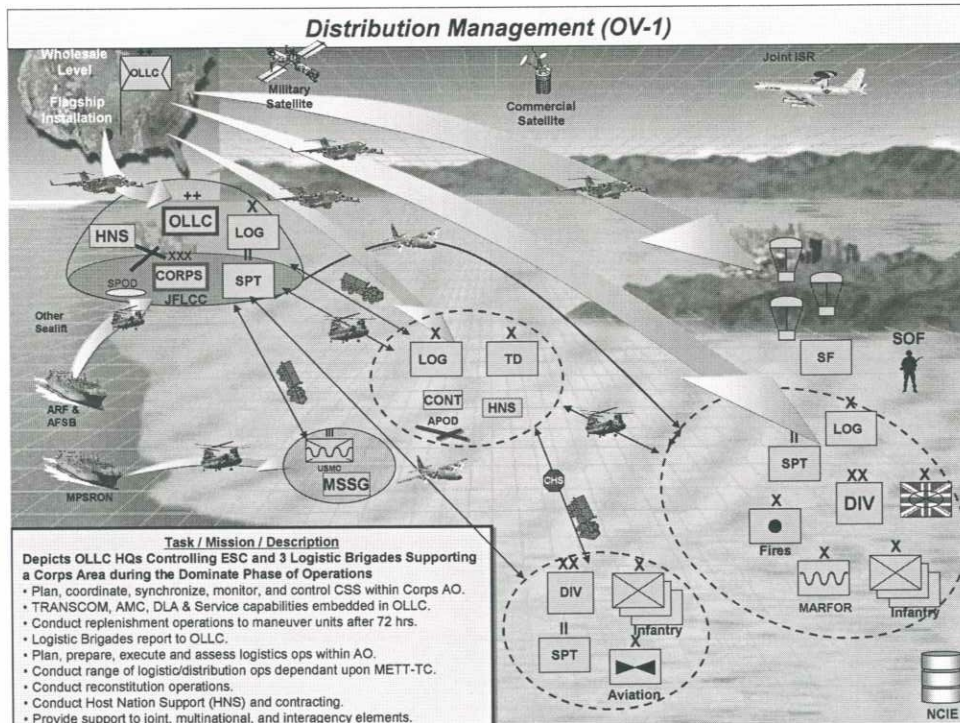 Distribution Management (OV-1)
Wholesale
Level
Flagship
Installation
++
OLLC
Military
Satellite
Commercial
Satellite
Joint ISR
++
OLLC
X
LOG
HNS
XXX
CORPS
II
SPT
SPOD
JFLCC
Other
Sealift
ARF &
AFSB
MPSRON
III
USMC
MSSG
X
LOG
X
TD
CONT
HNS
APOD
CHS
SF
SOF
X
LOG
II
SPT
XX
DIV
X
X
Fires
X
MARFOR
X
Infantry
XX
DIV
X
Infantry
II
SPT
X
Aviation
NCIE
Task / Mission / Description
Depicts OLLC HQs Controlling ESC and 3 Logistic Brigades Supporting
a Corps Area during the Dominate Phase of Operations
• Plan, coordinate, synchronize, monitor, and control CSS within Corps AO.
• TRANSCOM, AMC, DLA & Service capabilities embedded in OLLC.
• Conduct replenishment operations to maneuver units after 72 hrs.
• Logistic Brigades report to OLLC.
• Plan, prepare, execute and assess logistics ops within AO.
• Conduct range of logistic/distribution ops dependant upon METT-TC.
• Conduct reconstitution operations.
• Conduct Host Nation Support (HNS) and contracting.
• Provide support to joint, multinational, and interagency elements.